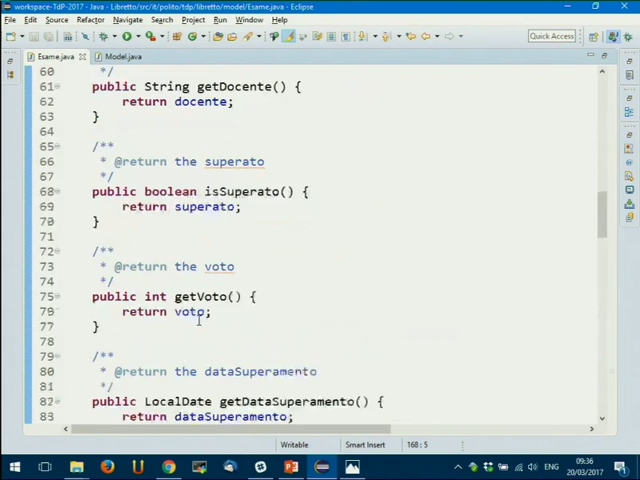 workspace-TdP-2017 - Java - Libretto/src/it/polito/tdp/libretto/model/Esame.java - Eclipse
File Edit Source Refactor Navigate Search Project Run Window Help
Quick Access
Esame.java Model.java
60 */
61 public String getDocente() {
62 return docente;
63 }
64
65 /**
66 * @return the superato
67 */
68 public boolean isSuperato() {
69 return superato;
70 }
71
72 /**
73 * @return the voto
74 */
75 public int getVoto() {
76 return voto;
77 }
78
79 /**
80 * @return the dataSuperamento
81 */
82 public LocalDate getDataSuperamento() {
83 return dataSuperamento;
Writable Smart Insert 168 : 5
ENG 09:36
20/03/2017